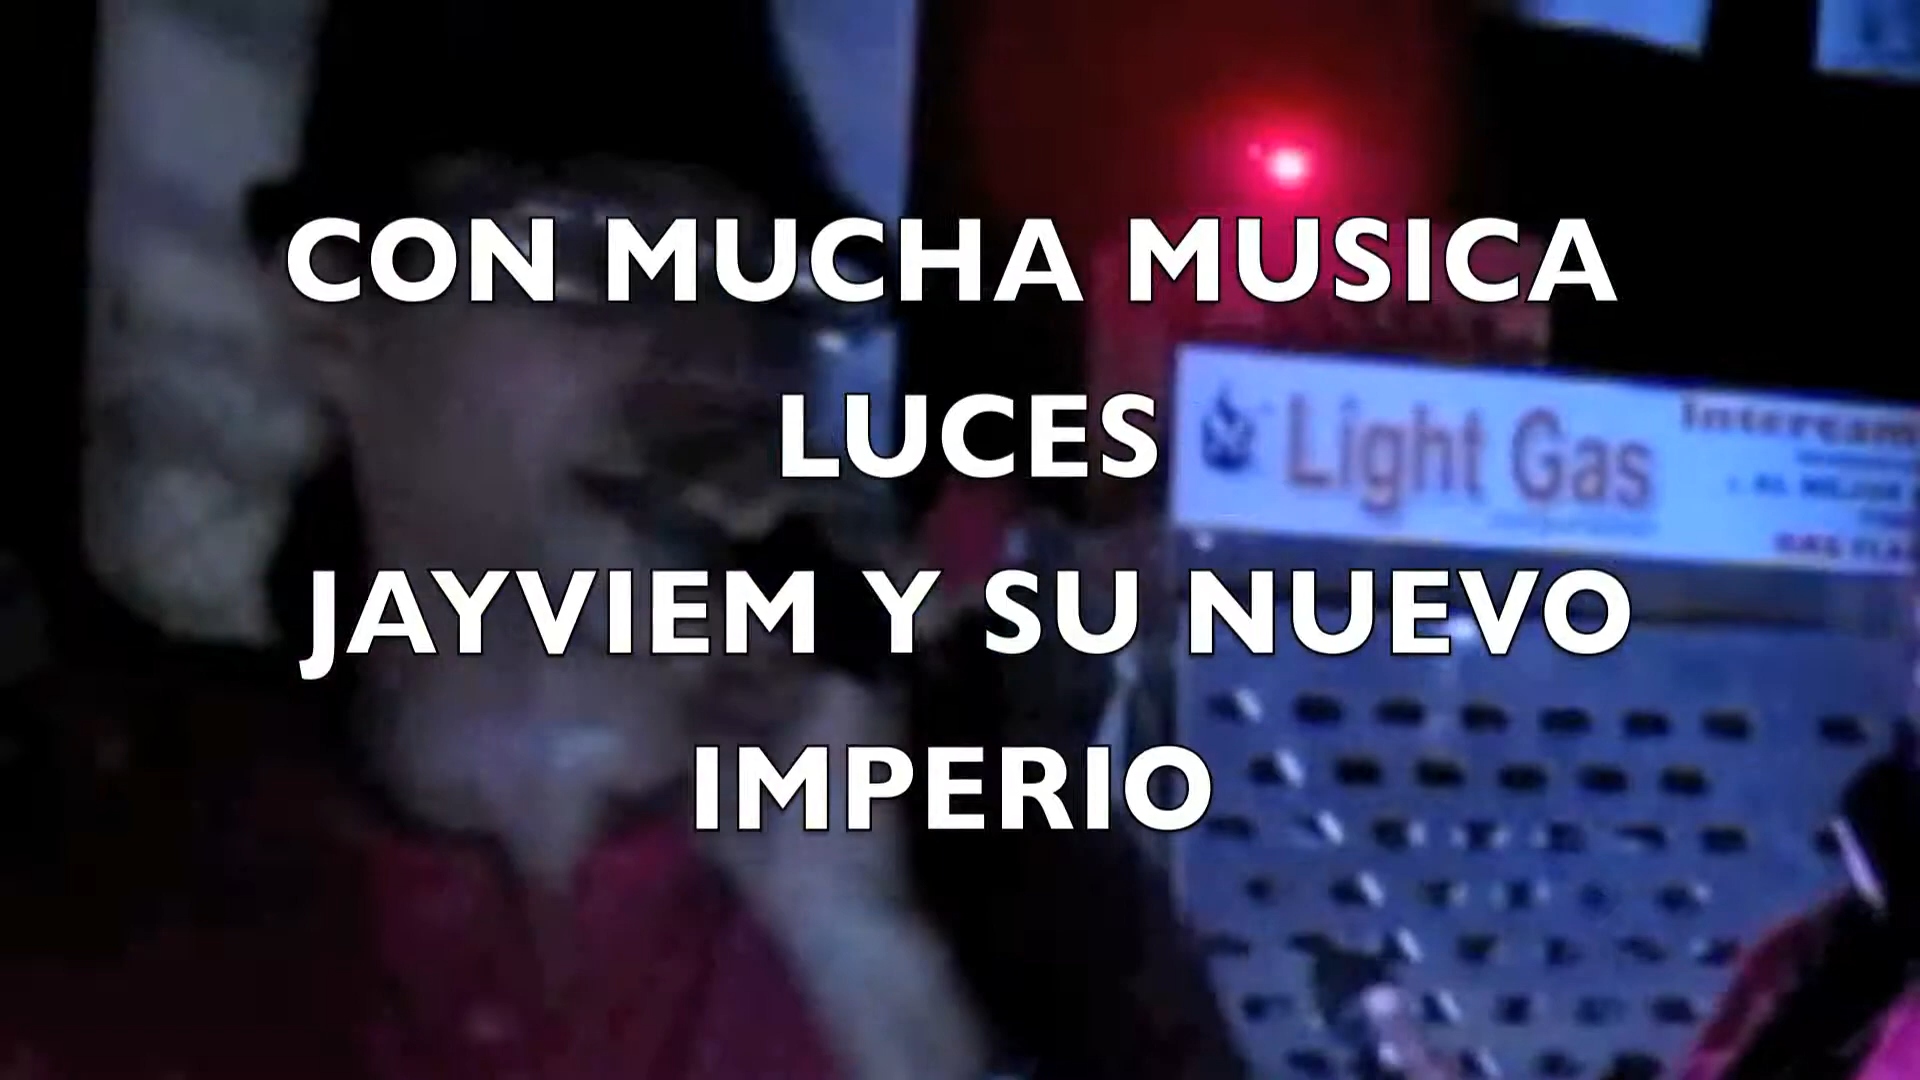 CON MUCHA MUSICA
LUCES
JAYVIEM Y SU NUEVO
IMPERIO
Light Gas